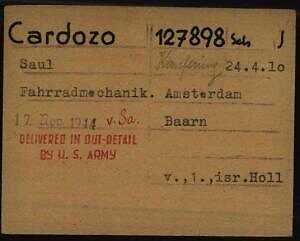 Cardozo 127898 Sch J
Saul 24.4.10
Fahrradmechanik. Amsterdam
17. Nov. 1944 v. Sa. Baarn
DELIVERED IN OUT-DETAIL
BY U. S. ARMY
v.,1.,isr.Holl